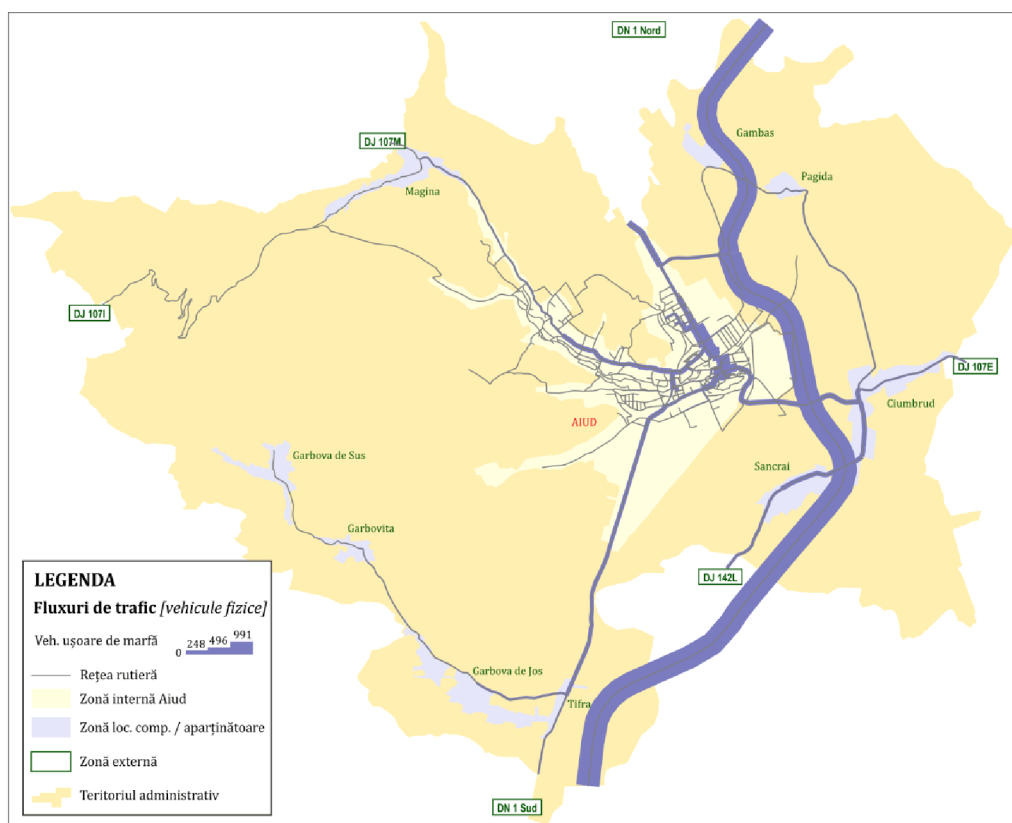 DN 1 Nord
Gambas
DJ 107M
Pagida
Magina
DJ 107I
DJ 107E
Ciumbrud
AIUD
Garbova de Sus
Sancrai
Garbovita
DJ 142L
Garbova de Jos
Tifra
DN 1 Sud
LEGENDA
Fluxuri de trafic [vehicule fizice]
Veh. ușoare de marfă 0 248 496 991
Rețea rutieră
Zonă internă Aiud
Zonă loc. comp. / aparținătoare
Zonă externă
Teritoriul administrativ